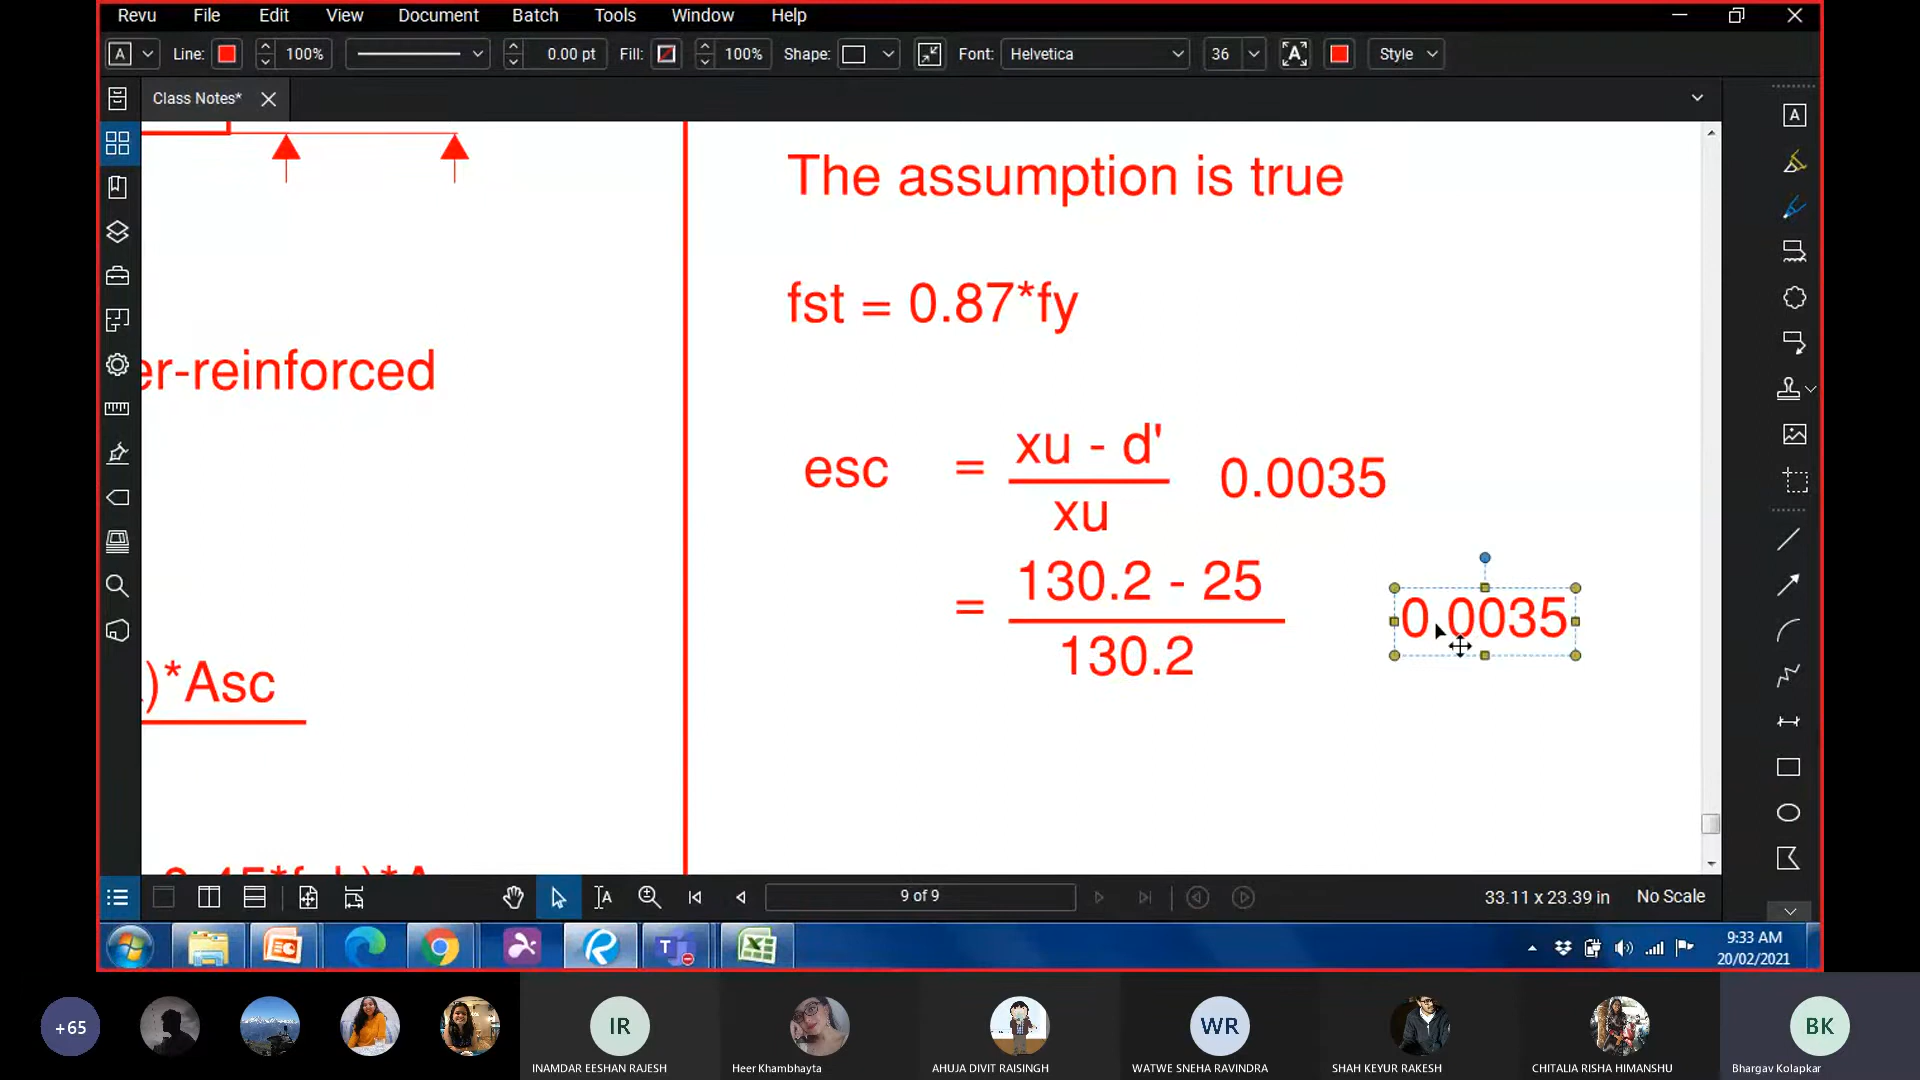 Revu File Edit View Document Batch Tools Window Help
A Line: 100% 0.00 pt Fill: 100% Shape: Font: Helvetica 36 A Style
Class Notes*
The assumption is true
fst = 0.87*fy
er-reinforced
esc = xu - d' 0.0035
xu
= 130.2 - 25 0.0035
130.2
)*Asc
9 of 9
33.11 x 23.39 in No Scale
9:33 AM
20/02/2021
+65
IR
WR
BK
INAMDAR EESHAN RAJESH
Heer Khambhayta
AHUJA DIVIT RAISINGH
WATWE SNEHA RAVINDRA
SHAH KEYUR RAKESH
CHITALIA RISHA HIMANSHU
Bhargav Kolapkar